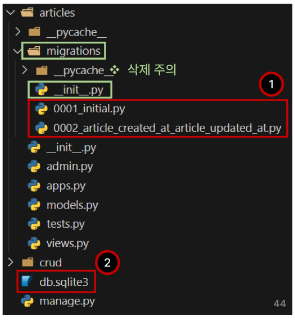 articles
__pycache__
migrations
__pycache__ 삭제 주의
__init__.py
1
0001_initial.py
0002_article_created_at_article_updated_at.py
__init__.py
admin.py
apps.py
models.py
tests.py
views.py
crud
2
db.sqlite3
manage.py
44